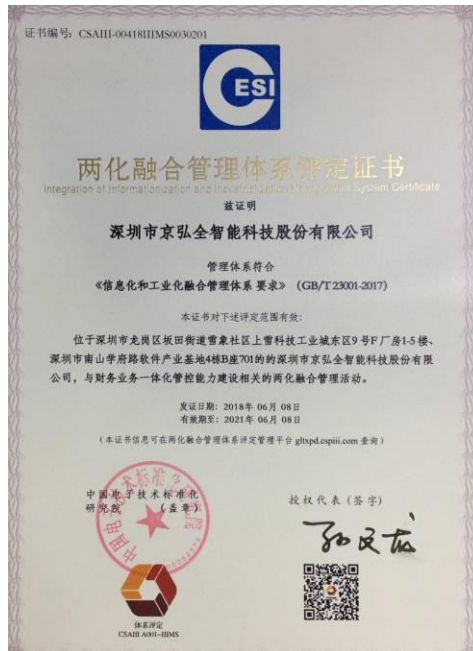 证书编号: CSAIII-00418IIIMS0030201
CESI
两化融合管理体系评定证书
Integration of Informationization and Industrialization Management System Certificate
兹证明
深圳市京弘全智能科技股份有限公司
管理体系符合
《信息化和工业化融合管理体系 要求》（GB/T 23001-2017）
本证书对下述评定范围有效:
位于深圳市龙岗区坂田街道雪象社区上雪科技工业城东区9号F厂房1-5楼、
深圳市南山学府路软件产业基地4栋B座701的的深圳市京弘全智能科技股份有限
公司，与财务业务一体化管控能力建设相关的两化融合管理活动。
发证日期: 2018年 06月 08日
有效期至: 2021年 06月 08日
（本证书信息可在两化融合管理体系评定管理平台 gltxpd.cspiii.com 查询）
中国电子技术标准化
研究院 （盖章）
授权代表（签字）
体系评定
CSAIII A001-IIIMS